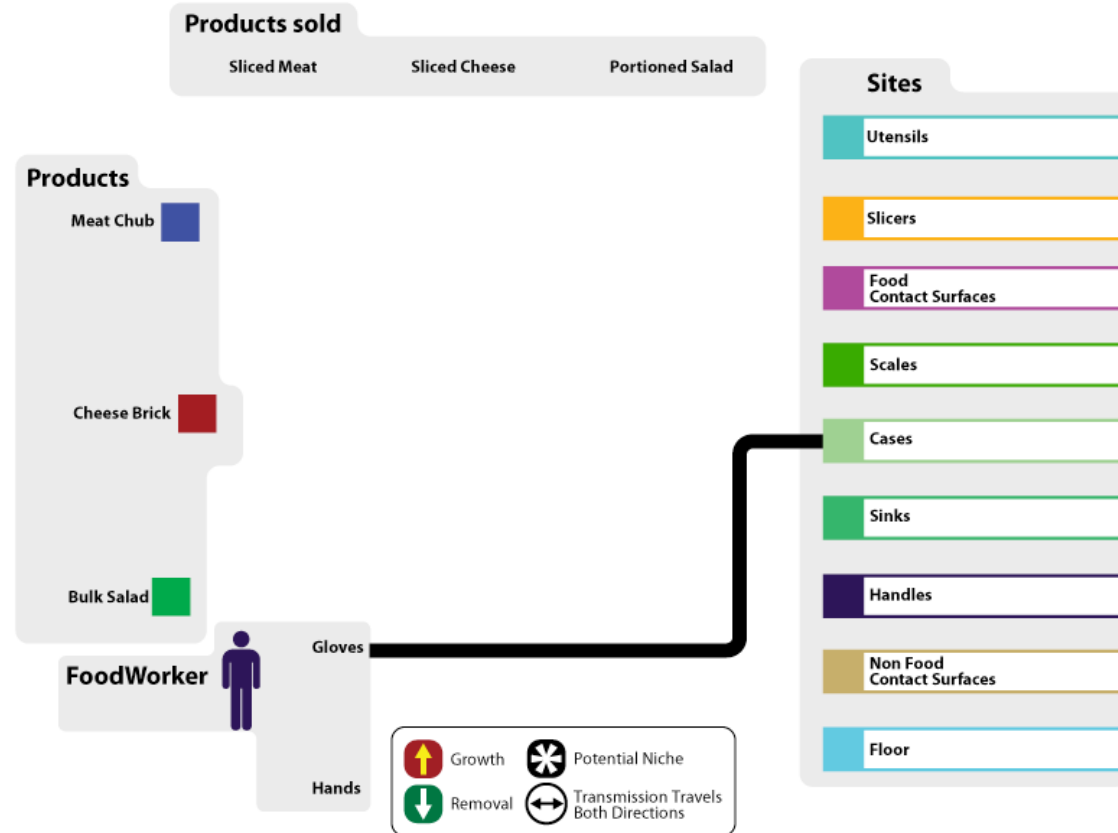 Products sold
Sliced Meat
Sliced Cheese
Portioned Salad
Sites
Utensils
Slicers
Food
Contact Surfaces
Scales
Cases
Sinks
Handles
Non Food
Contact Surfaces
Floor
Products
Meat Chub
Cheese Brick
Bulk Salad
FoodWorker
Gloves
Hands
Growth
Potential Niche
Removal
Transmission Travels
Both Directions